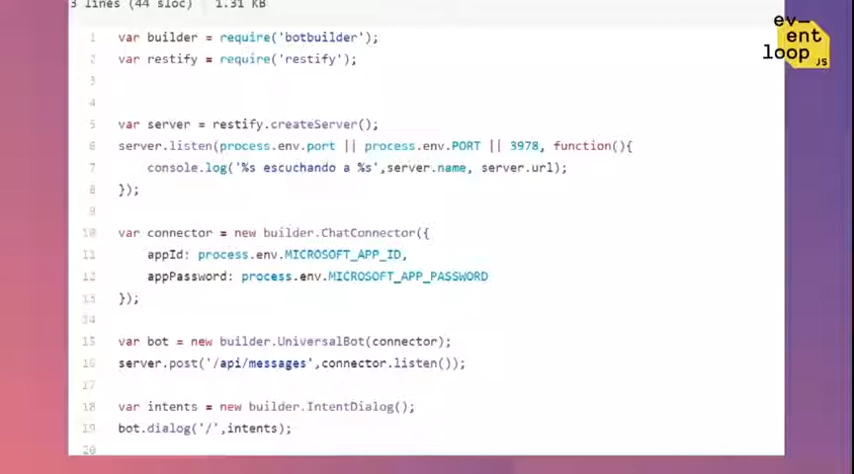 3 lines (44 sloc) 1.31 KB
ev—
ent
loop
JS
1 var builder = require('botbuilder');
2 var restify = require('restify');
3
4
5 var server = restify.createServer();
6 server.listen(process.env.port || process.env.PORT || 3978, function(){
7 console.log('%s escuchando a %s',server.name, server.url);
8 });
9
10 var connector = new builder.ChatConnector({
11 appId: process.env.MICROSOFT_APP_ID,
12 appPassword: process.env.MICROSOFT_APP_PASSWORD
13 });
14
15 var bot = new builder.UniversalBot(connector);
16 server.post('/api/messages',connector.listen());
17
18 var intents = new builder.IntentDialog();
19 bot.dialog('/',intents);
20